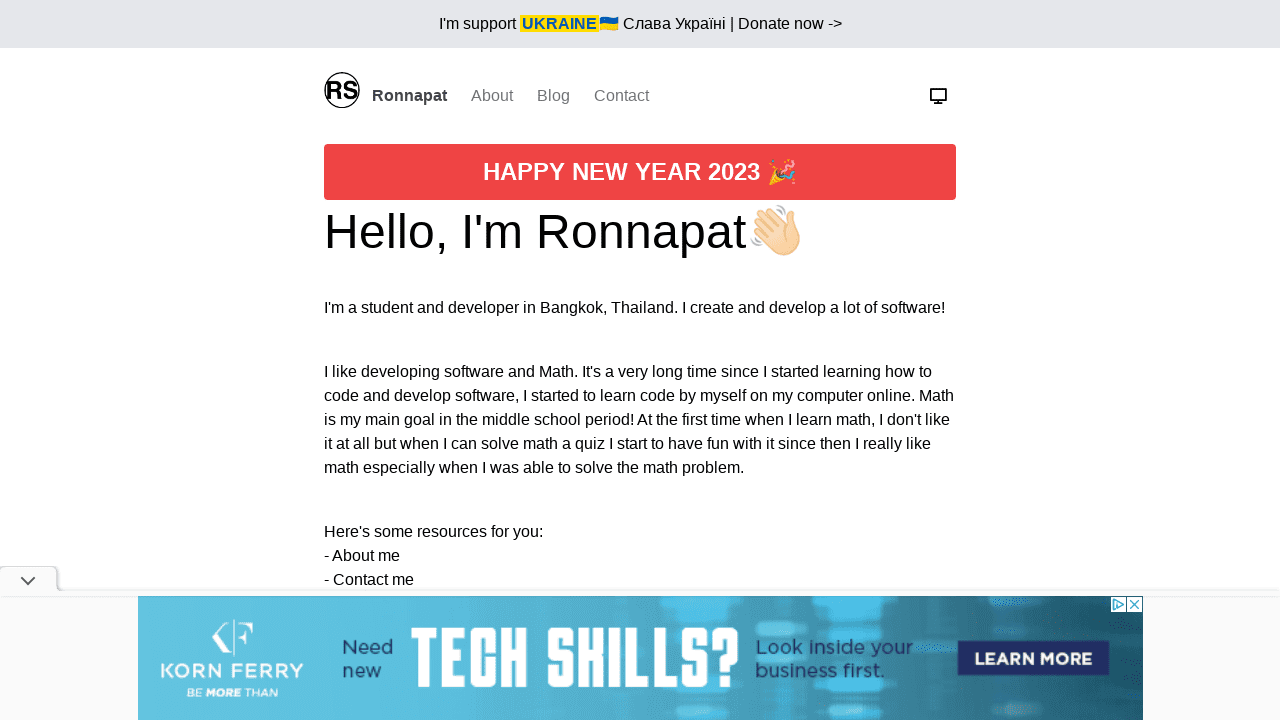 I'm support UKRAINE🇺🇦 Слава Україні | Donate now ->
RS Ronnapat About Blog Contact
HAPPY NEW YEAR 2023 🎉
Hello, I'm Ronnapat👋🏻
I'm a student and developer in Bangkok, Thailand. I create and develop a lot of software!
I like developing software and Math. It's a very long time since I started learning how to
code and develop software, I started to learn code by myself on my computer online. Math
is my main goal in the middle school period! At the first time when I learn math, I don't like
it at all but when I can solve math a quiz I start to have fun with it since then I really like
math especially when I was able to solve the math problem.
Here's some resources for you:
- About me
- Contact me
KORN FERRY
BE MORE THAN
Need
new
TECH SKILLS?
Look inside your
business first.
LEARN MORE